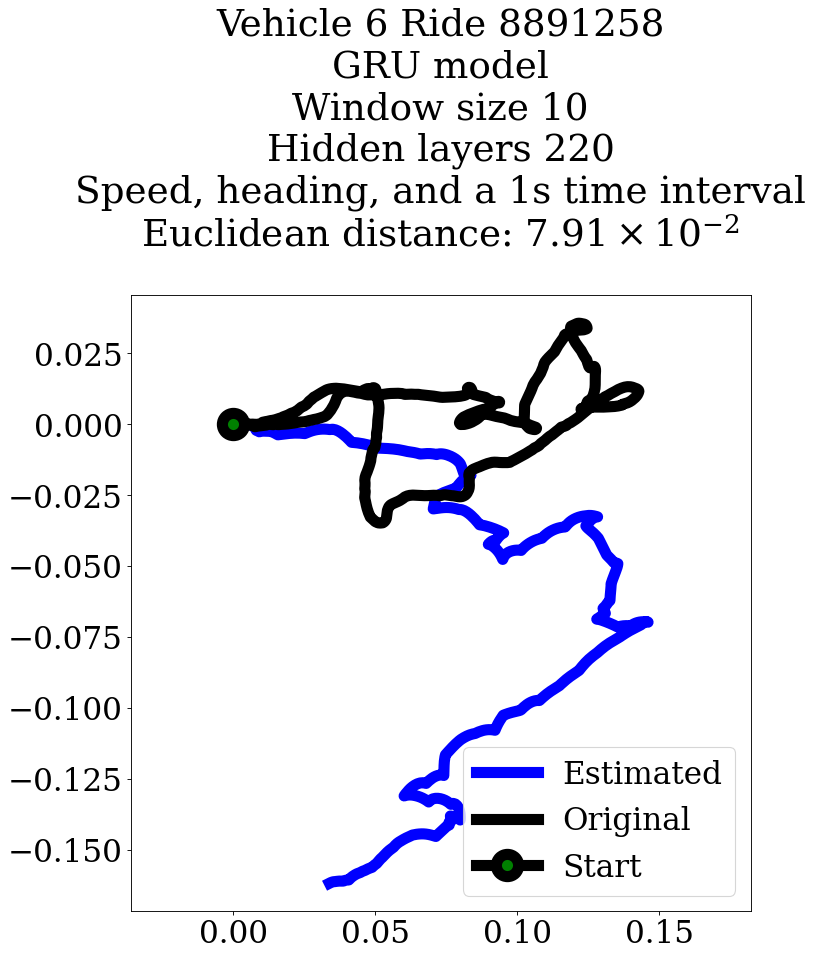 Vehicle 6 Ride 8891258
GRU model
Window size 10
Hidden layers 220
Speed, heading, and a 1s time interval
Euclidean distance: 7.91 × 10⁻²
0.025
0.000
−0.025
−0.050
−0.075
−0.100
−0.125
−0.150
Estimated
Original
Start
0.00 0.05 0.10 0.15